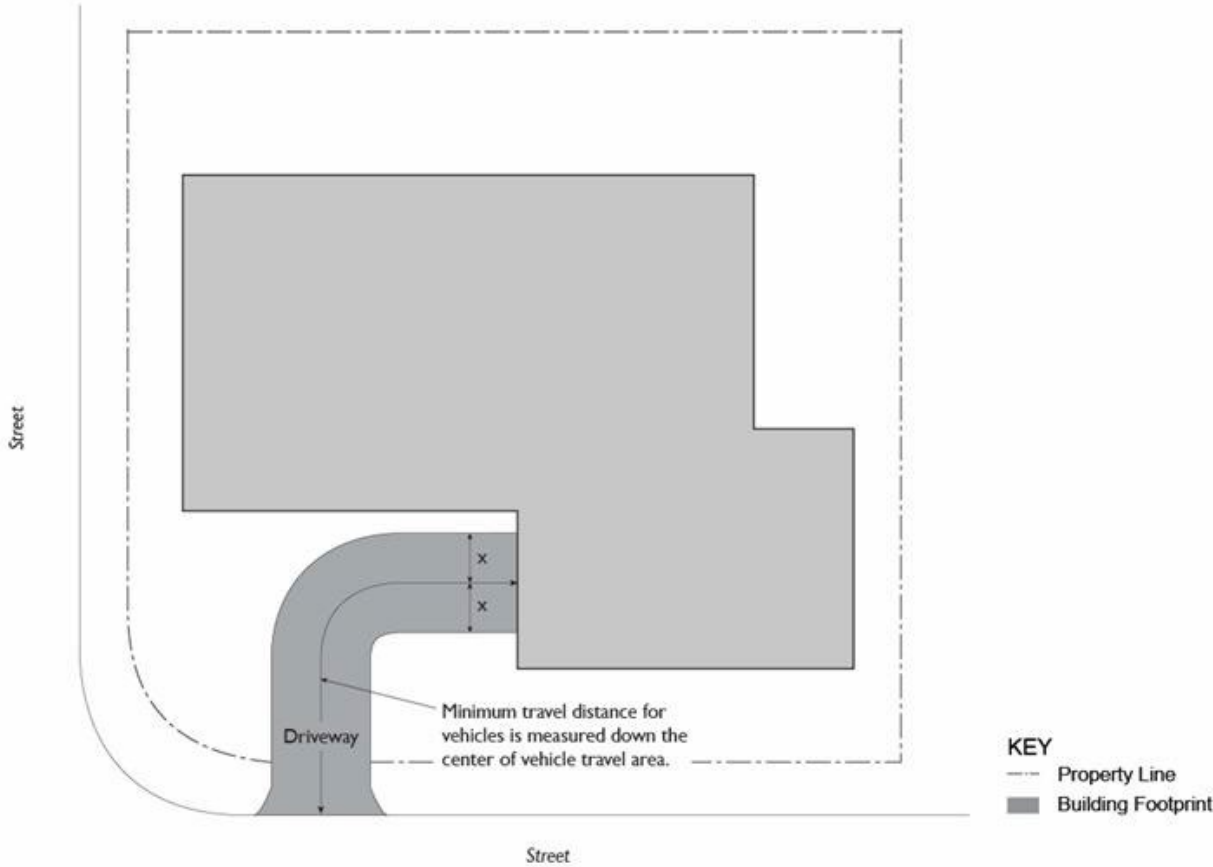 Street
x
x
Minimum travel distance for
vehicles is measured down the
center of vehicle travel area.
Driveway
KEY
Property Line
Building Footprint
Street